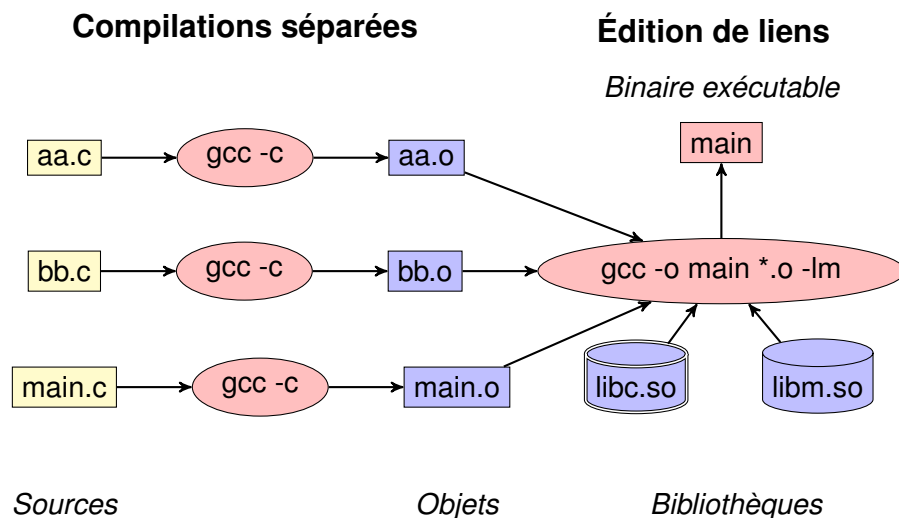 Compilations séparées
Édition de liens
Binaire exécutable
aa.c
gcc -c
aa.o
main
bb.c
gcc -c
bb.o
gcc -o main *.o -lm
main.c
gcc -c
main.o
libc.so
libm.so
Sources
Objets
Bibliothèques